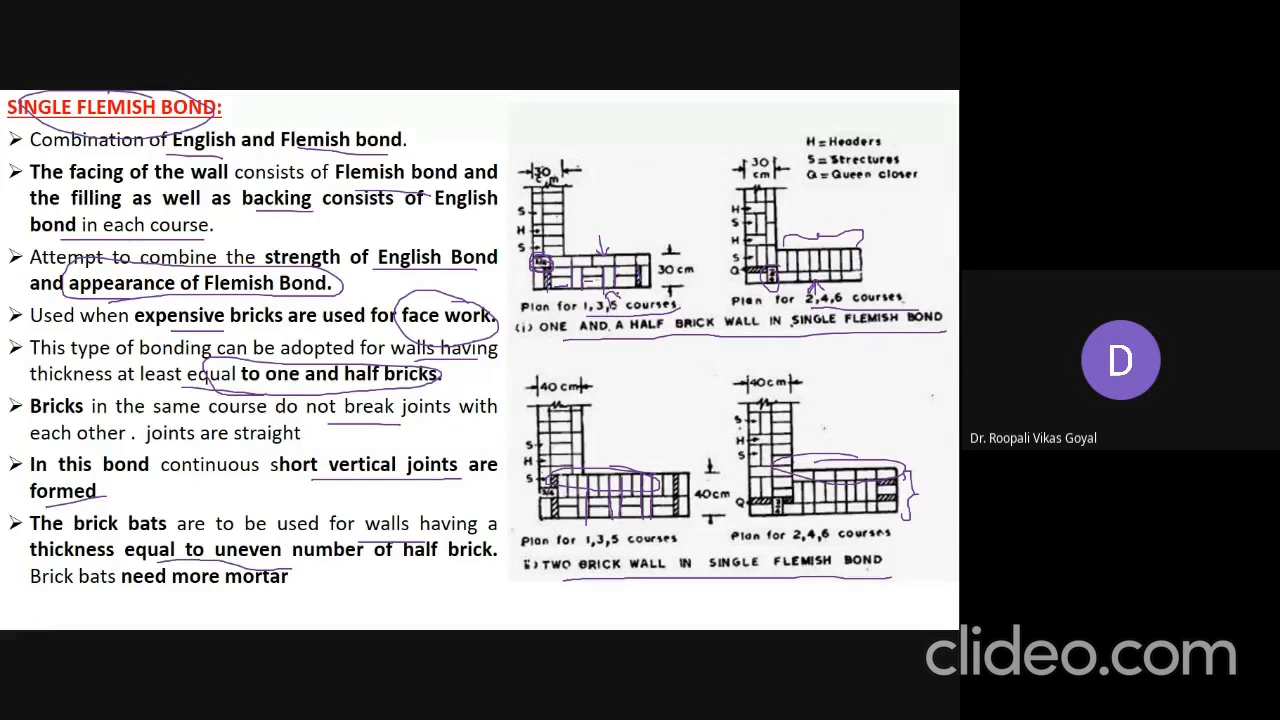 SINGLE FLEMISH BOND:
➢ Combination of English and Flemish bond.
➢ The facing of the wall consists of Flemish bond and
the filling as well as backing consists of English
bond in each course.
➢ Attempt to combine the strength of English Bond
and appearance of Flemish Bond.
➢ Used when expensive bricks are used for face work.
➢ This type of bonding can be adopted for walls having
thickness at least equal to one and half bricks.
➢ Bricks in the same course do not break joints with
each other . joints are straight
➢ In this bond continuous short vertical joints are
formed
➢ The brick bats are to be used for walls having a
thickness equal to uneven number of half brick.
Brick bats need more mortar
H = Headers
S = Strectures
Q = Queen closer
30
cm
S
H
S
30 cm
Plan for 1,3,5 courses
30
cm
H
S
H
S
Q
Plan for 2,4,6 courses
(i) ONE AND A HALF BRICK WALL IN SINGLE FLEMISH BOND
40 cm
S
H
S
3/4
40 cm
Plan for 1,3,5 courses
40 cm
S
H
S
Q
Plan for 2,4,6 courses
ii) TWO BRICK WALL IN SINGLE FLEMISH BOND
D
Dr. Roopali Vikas Goyal
clideo.com